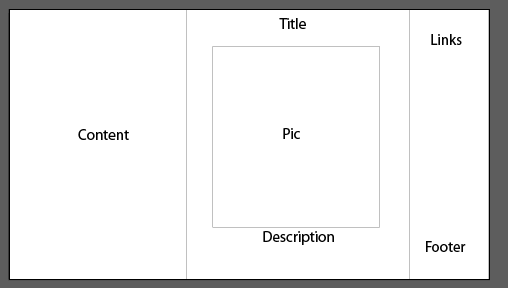 Content
Title
Pic
Description
Links
Footer